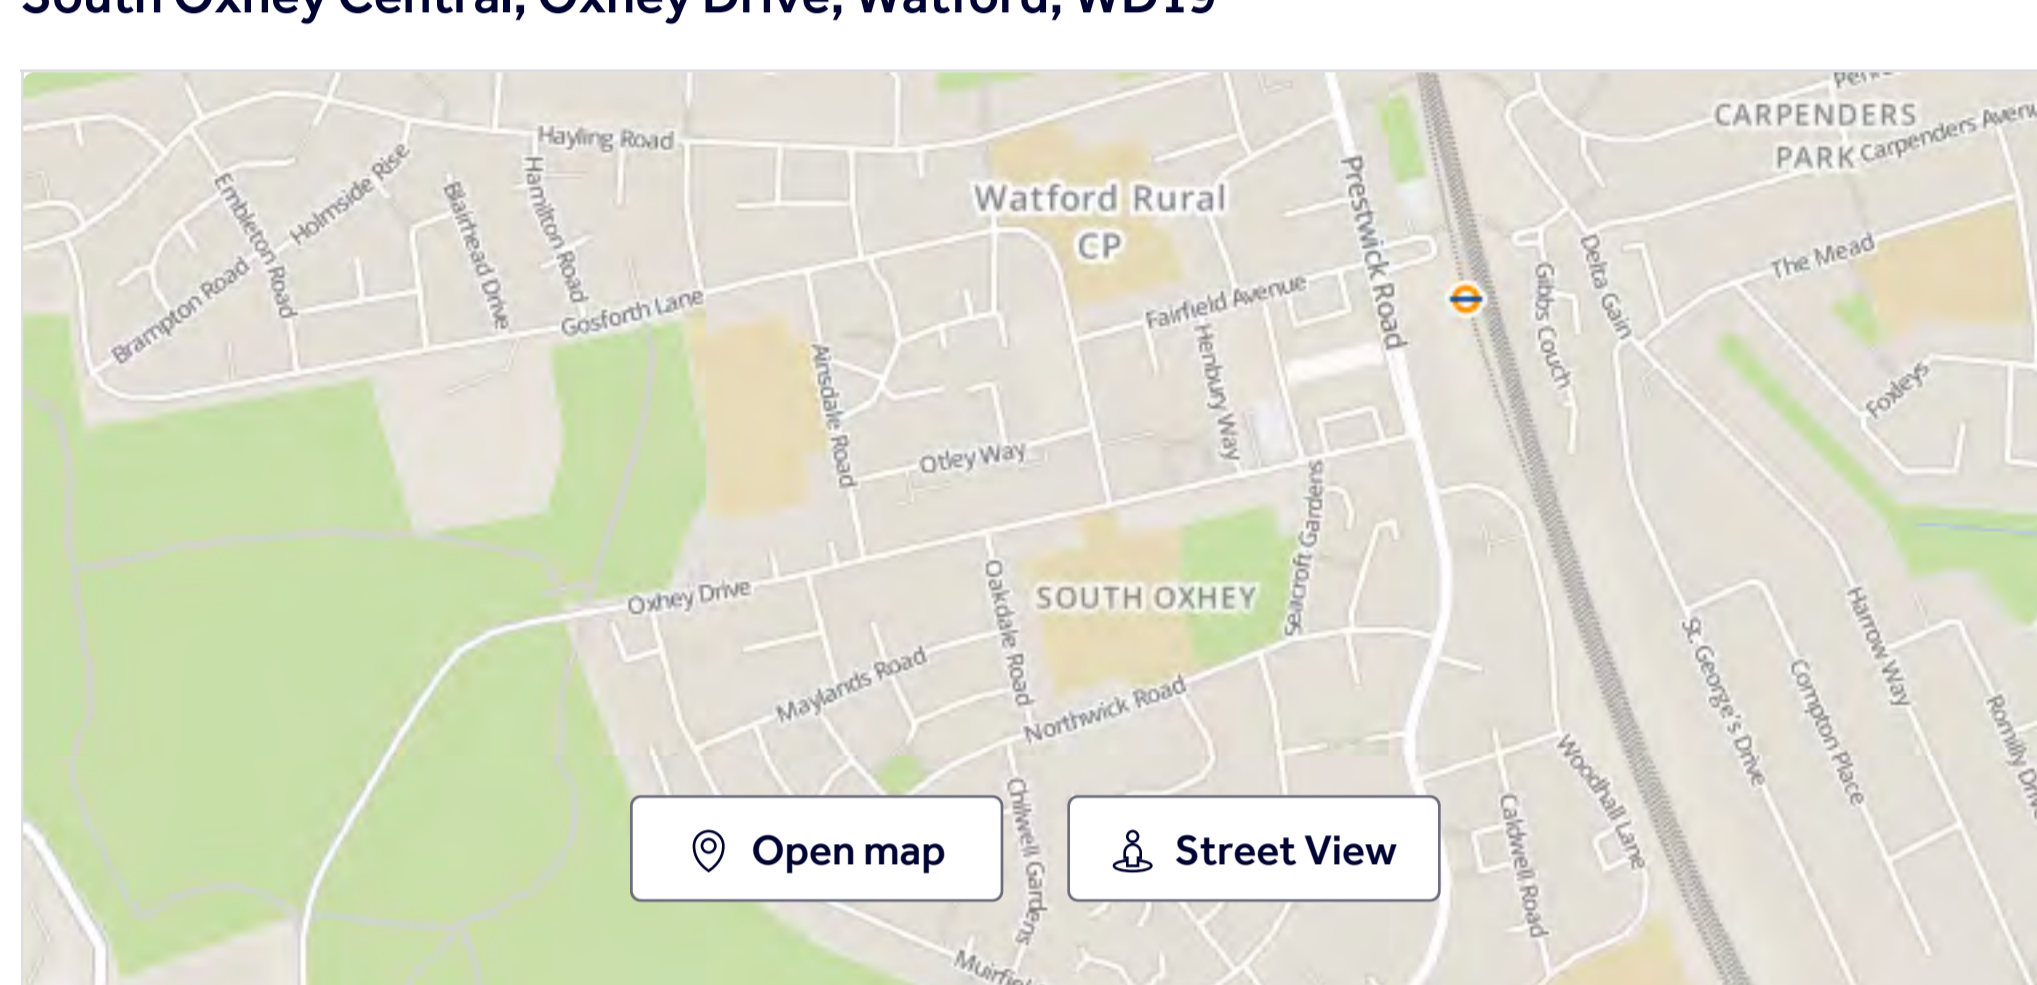 South Oxhey Central, Oxhey Drive, Watford, WD19
CARPENDERS
PARK
Carpenders
Hayling Road
Prestwick Road
Holmside Rise
Embleton Road
Blairhead Drive
Hamilton Road
Watford Rural
CP
Delta Gain
The Mead
Gibbs Couch
Brampton Road
Gosforth Lane
Fairfield Avenue
Henbury Way
Ainsdale Road
Foxleys
Otley Way
Seacroft Gardens
Oxhey Drive
Oakdale Road
SOUTH OXHEY
Harrow Way
St. George's Drive
Compton Place
Maylands Road
Northwick Road
Romilly
Woodhall Lane
Caldwell Road
Chilwell Gardens
Open map
Street View